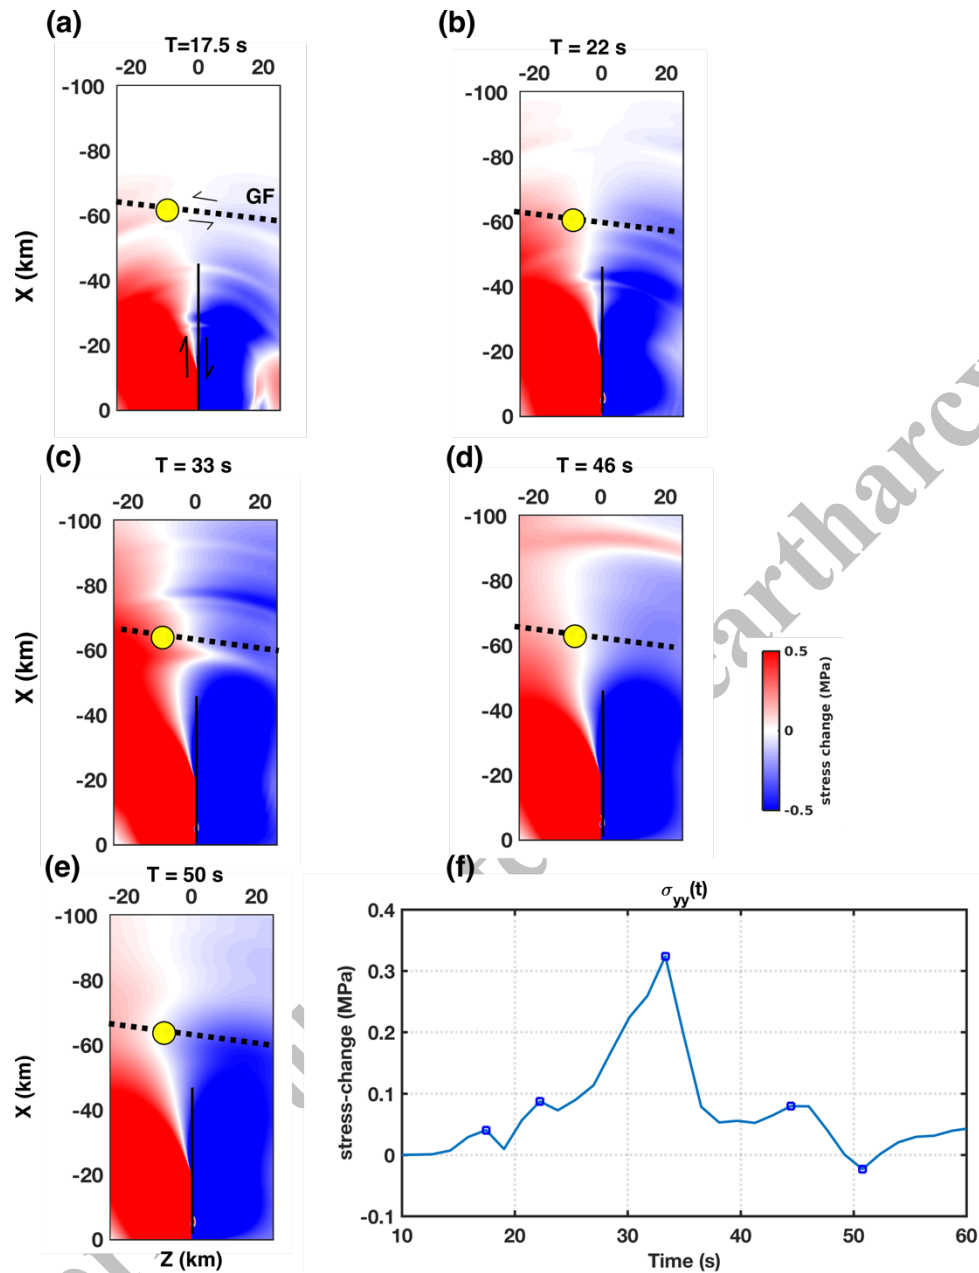 (a)
T=17.5 s
-20 0 20
-100
-80
-60
-40
-20
0
X (km)
GF
(b)
T = 22 s
-20 0 20
-100
-80
-60
-40
-20
0
(c)
T = 33 s
-20 0 20
-100
-80
-60
-40
-20
0
X (km)
(d)
T = 46 s
-20 0 20
-100
-80
-60
-40
-20
0
0.5
0
-0.5
stress change (MPa)
(e)
T = 50 s
-20 0 20
-100
-80
-60
-40
-20
0
X (km)
Z (km)
(f)
σyy(t)
0.4
0.3
0.2
0.1
0
-0.1
stress-change (MPa)
10 20 30 40 50 60
Time (s)